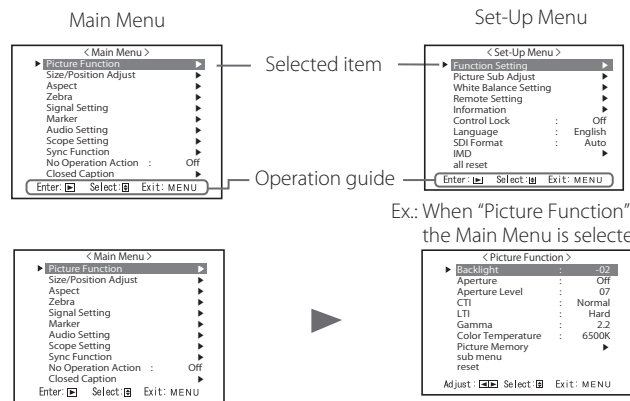 Main Menu
< Main Menu >
Picture Function
Size/Position Adjust
Aspect
Zebra
Signal Setting
Marker
Audio Setting
Scope Setting
Sync Function
No Operation Action : Off
Closed Caption
Enter: Select: Exit: MENU
Selected item
Operation guide
Set-Up Menu
< Set-Up Menu >
Function Setting
Picture Sub Adjust
White Balance Setting
Remote Setting
Information
Control Lock : Off
Language : English
SDI Format : Auto
IMD
all reset
Enter: Select: Exit: MENU
Ex.: When “Picture Function”
the Main Menu is selecte
< Main Menu >
Picture Function
Size/Position Adjust
Aspect
Zebra
Signal Setting
Marker
Audio Setting
Scope Setting
Sync Function
No Operation Action : Off
Closed Caption
Enter: Select: Exit: MENU
< Picture Function >
Backlight : -02
Aperture : Off
Aperture Level : 07
CTI : Normal
LTI : Hard
Gamma : 2.2
Color Temperature : 6500K
Picture Memory
sub menu
reset
Adjust: Select: Exit: MENU